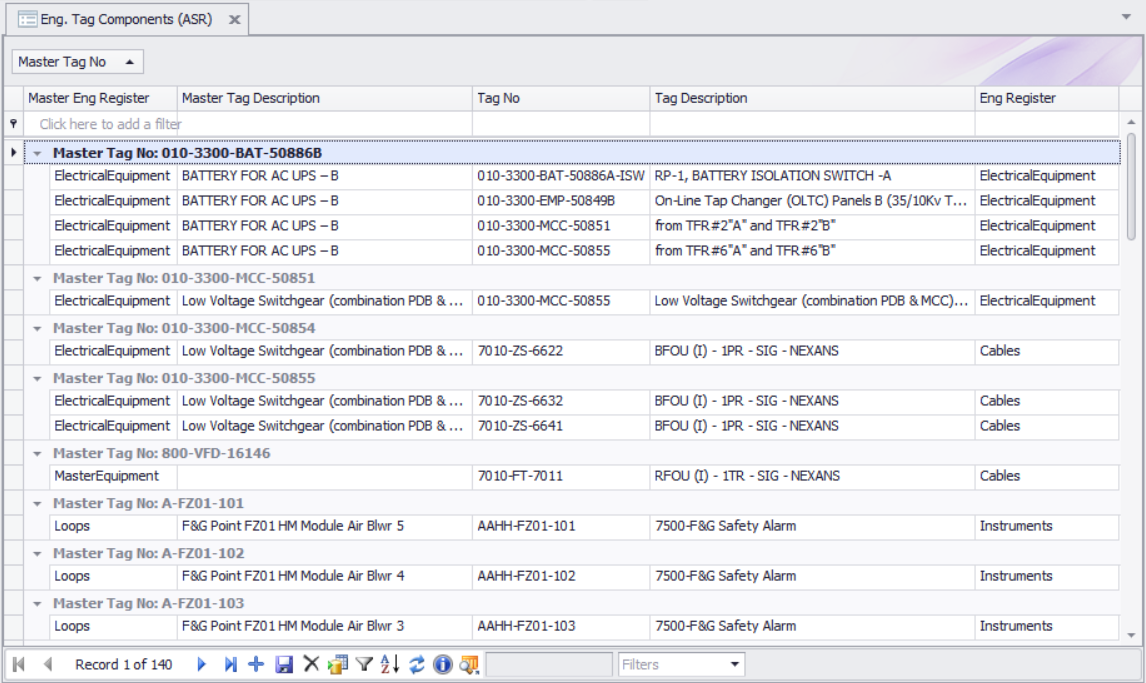 Eng. Tag Components (ASR)
Master Tag No
Master Eng Register Master Tag Description Tag No Tag Description Eng Register
Click here to add a filter
Master Tag No: 010-3300-BAT-50886B
ElectricalEquipment BATTERY FOR AC UPS – B 010-3300-BAT-50886A-ISW RP-1, BATTERY ISOLATION SWITCH -A ElectricalEquipment
ElectricalEquipment BATTERY FOR AC UPS – B 010-3300-EMP-50849B On-Line Tap Changer (OLTC) Panels B (35/10Kv T... ElectricalEquipment
ElectricalEquipment BATTERY FOR AC UPS – B 010-3300-MCC-50851 from TFR#2"A" and TFR#2"B" ElectricalEquipment
ElectricalEquipment BATTERY FOR AC UPS – B 010-3300-MCC-50855 from TFR#6"A" and TFR#6"B" ElectricalEquipment
Master Tag No: 010-3300-MCC-50851
ElectricalEquipment Low Voltage Switchgear (combination PDB & ... 010-3300-MCC-50855 Low Voltage Switchgear (combination PDB & MCC)... ElectricalEquipment
Master Tag No: 010-3300-MCC-50854
ElectricalEquipment Low Voltage Switchgear (combination PDB & ... 7010-ZS-6622 BFOU (I) - 1PR - SIG - NEXANS Cables
Master Tag No: 010-3300-MCC-50855
ElectricalEquipment Low Voltage Switchgear (combination PDB & ... 7010-ZS-6632 BFOU (I) - 1PR - SIG - NEXANS Cables
ElectricalEquipment Low Voltage Switchgear (combination PDB & ... 7010-ZS-6641 BFOU (I) - 1PR - SIG - NEXANS Cables
Master Tag No: 800-VFD-16146
MasterEquipment 7010-FT-7011 RFOU (I) - 1TR - SIG - NEXANS Cables
Master Tag No: A-FZ01-101
Loops F&G Point FZ01 HM Module Air Blwr 5 AAHH-FZ01-101 7500-F&G Safety Alarm Instruments
Master Tag No: A-FZ01-102
Loops F&G Point FZ01 HM Module Air Blwr 4 AAHH-FZ01-102 7500-F&G Safety Alarm Instruments
Master Tag No: A-FZ01-103
Loops F&G Point FZ01 HM Module Air Blwr 3 AAHH-FZ01-103 7500-F&G Safety Alarm Instruments
Record 1 of 140 Filters